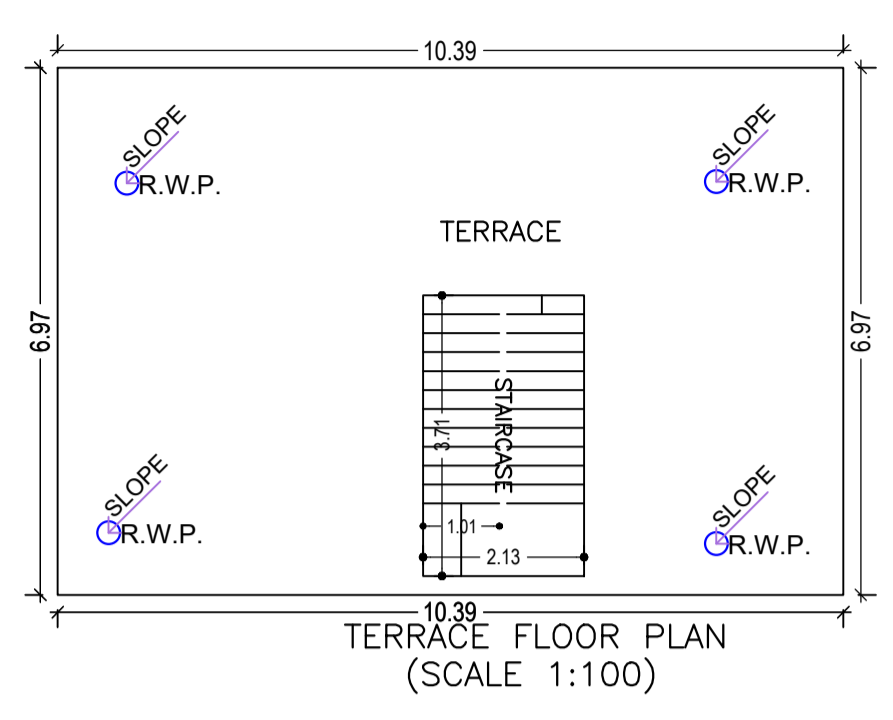 10.39
SLOPE
R.W.P.
SLOPE
R.W.P.
TERRACE
6.97
6.97
STAIRCASE
3.71
1.01
2.13
SLOPE
R.W.P.
SLOPE
R.W.P.
10.39
TERRACE FLOOR PLAN
(SCALE 1:100)